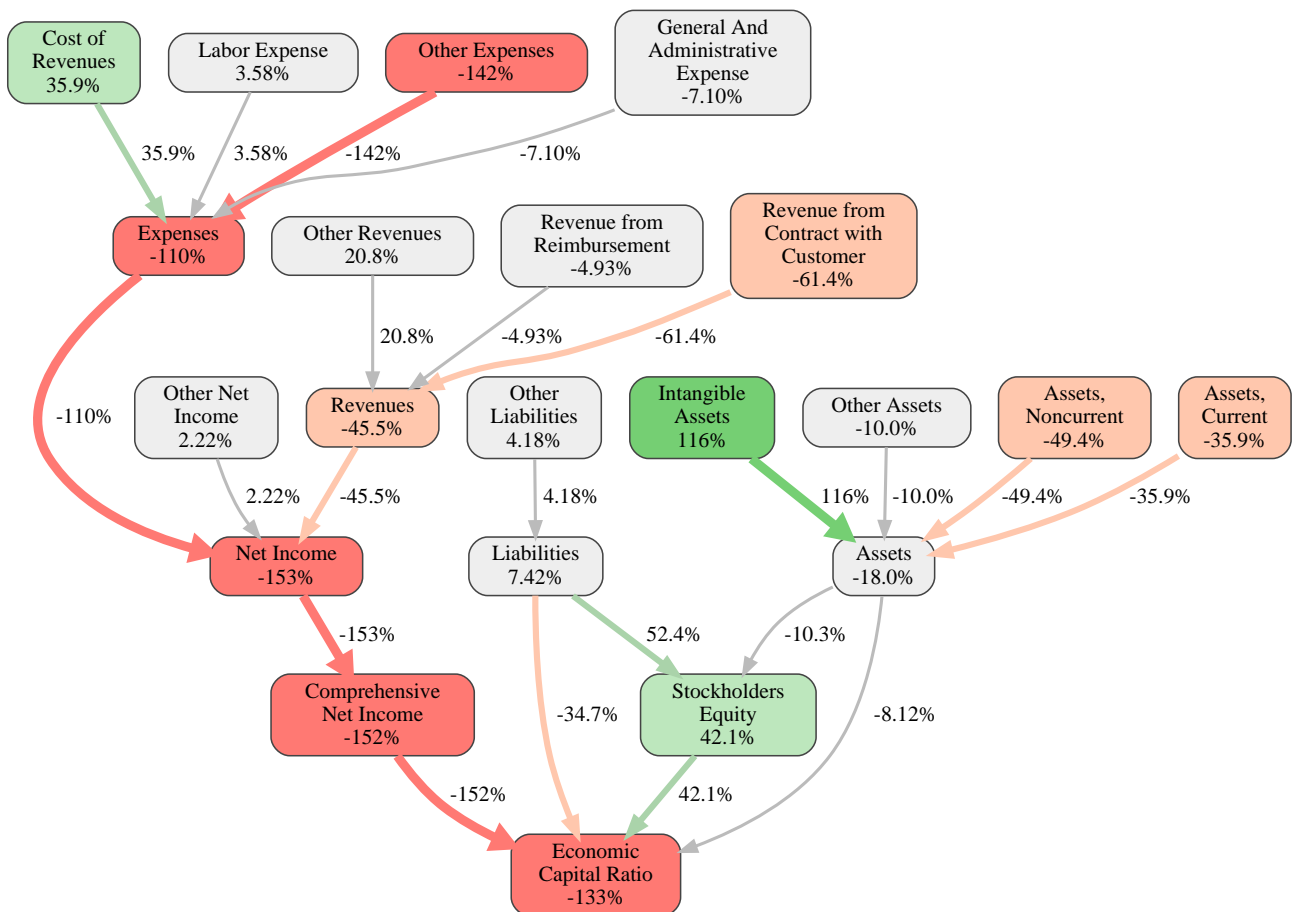 Cost of
Revenues
35.9%
Labor Expense
3.58%
Other Expenses
-142%
General And
Administrative
Expense
-7.10%
35.9%
3.58%
-142%
-7.10%
Expenses
-110%
Other Revenues
20.8%
Revenue from
Reimbursement
-4.93%
Revenue from
Contract with
Customer
-61.4%
20.8%
-4.93%
-61.4%
-110%
Other Net
Income
2.22%
Revenues
-45.5%
Other
Liabilities
4.18%
Intangible
Assets
116%
Other Assets
-10.0%
Assets,
Noncurrent
-49.4%
Assets,
Current
-35.9%
2.22%
-45.5%
4.18%
116%
-10.0%
-49.4%
-35.9%
Net Income
-153%
Liabilities
7.42%
Assets
-18.0%
-153%
52.4%
-10.3%
Comprehensive
Net Income
-152%
-34.7%
Stockholders
Equity
42.1%
-8.12%
-152%
42.1%
Economic
Capital Ratio
-133%